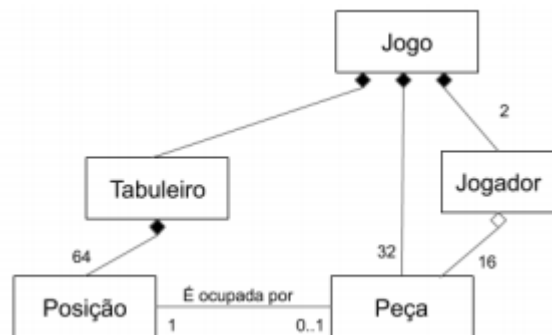 Jogo
2
Tabuleiro
Jogador
64
32
16
Posição
É ocupada por
Peça
1
0..1